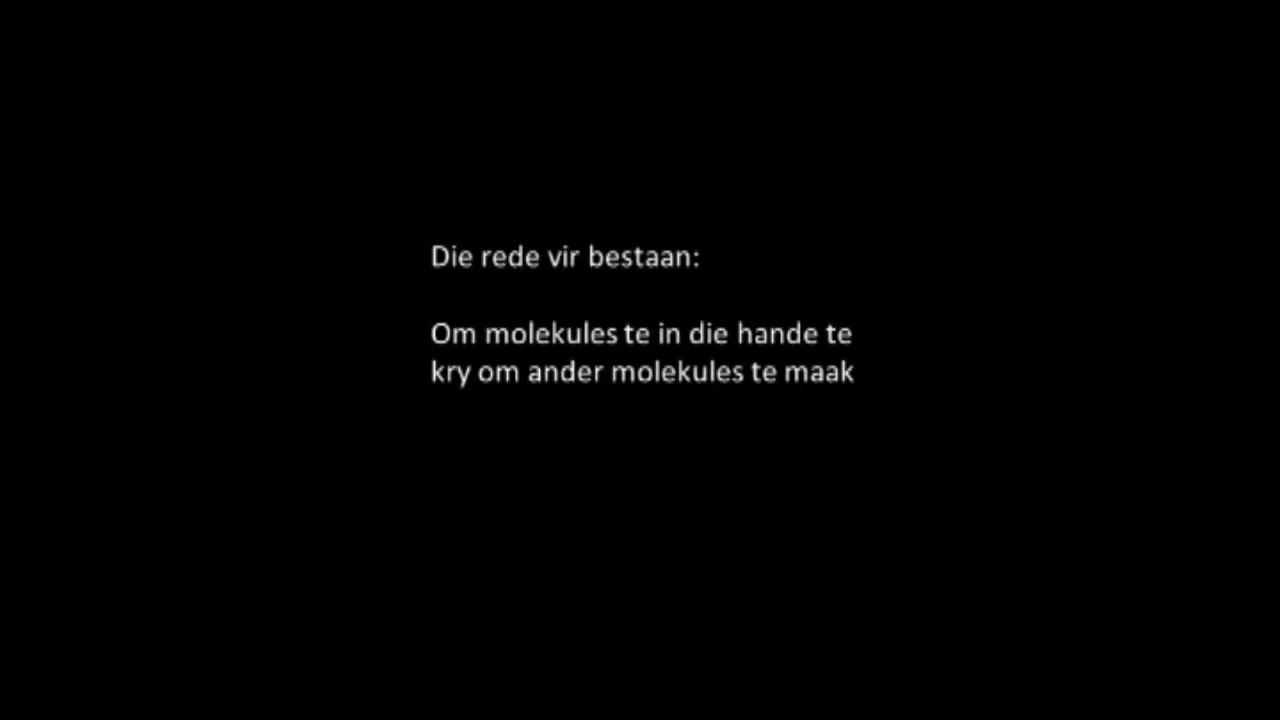 Die rede vir bestaan:
Om molekules te in die hande te
kry om ander molekules te maak